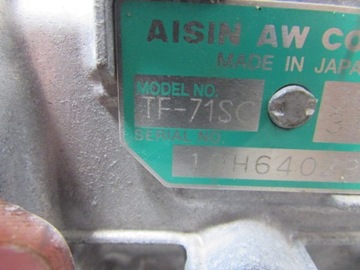 AISIN AW CO
MADE IN JAPA
MODEL NO.
TF-71SC
SERIAL NO.